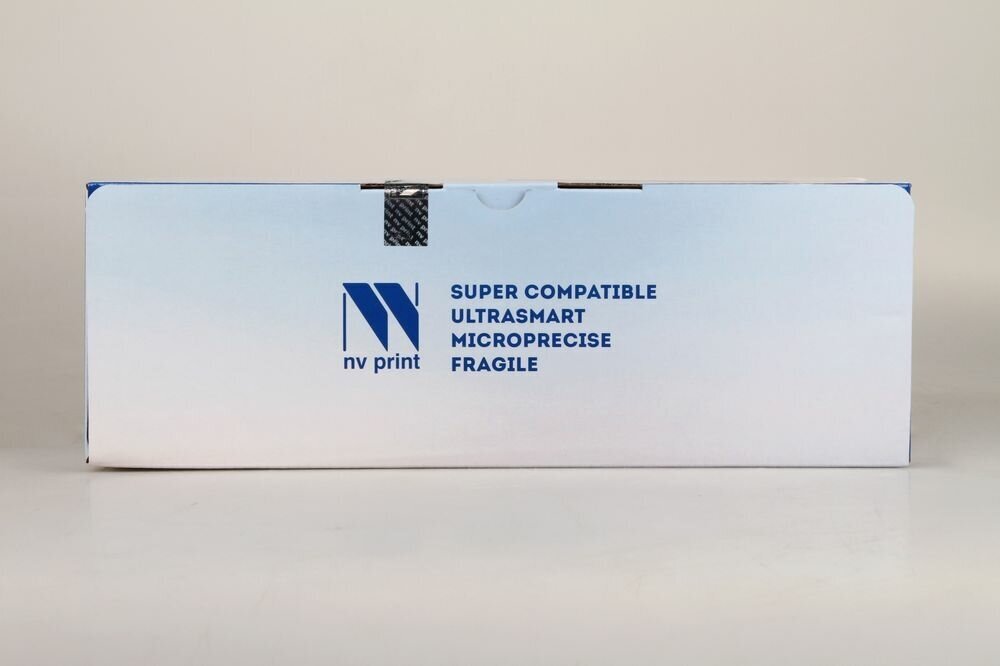 nv print
SUPER COMPATIBLE
ULTRASMART
MICROPRECISE
FRAGILE